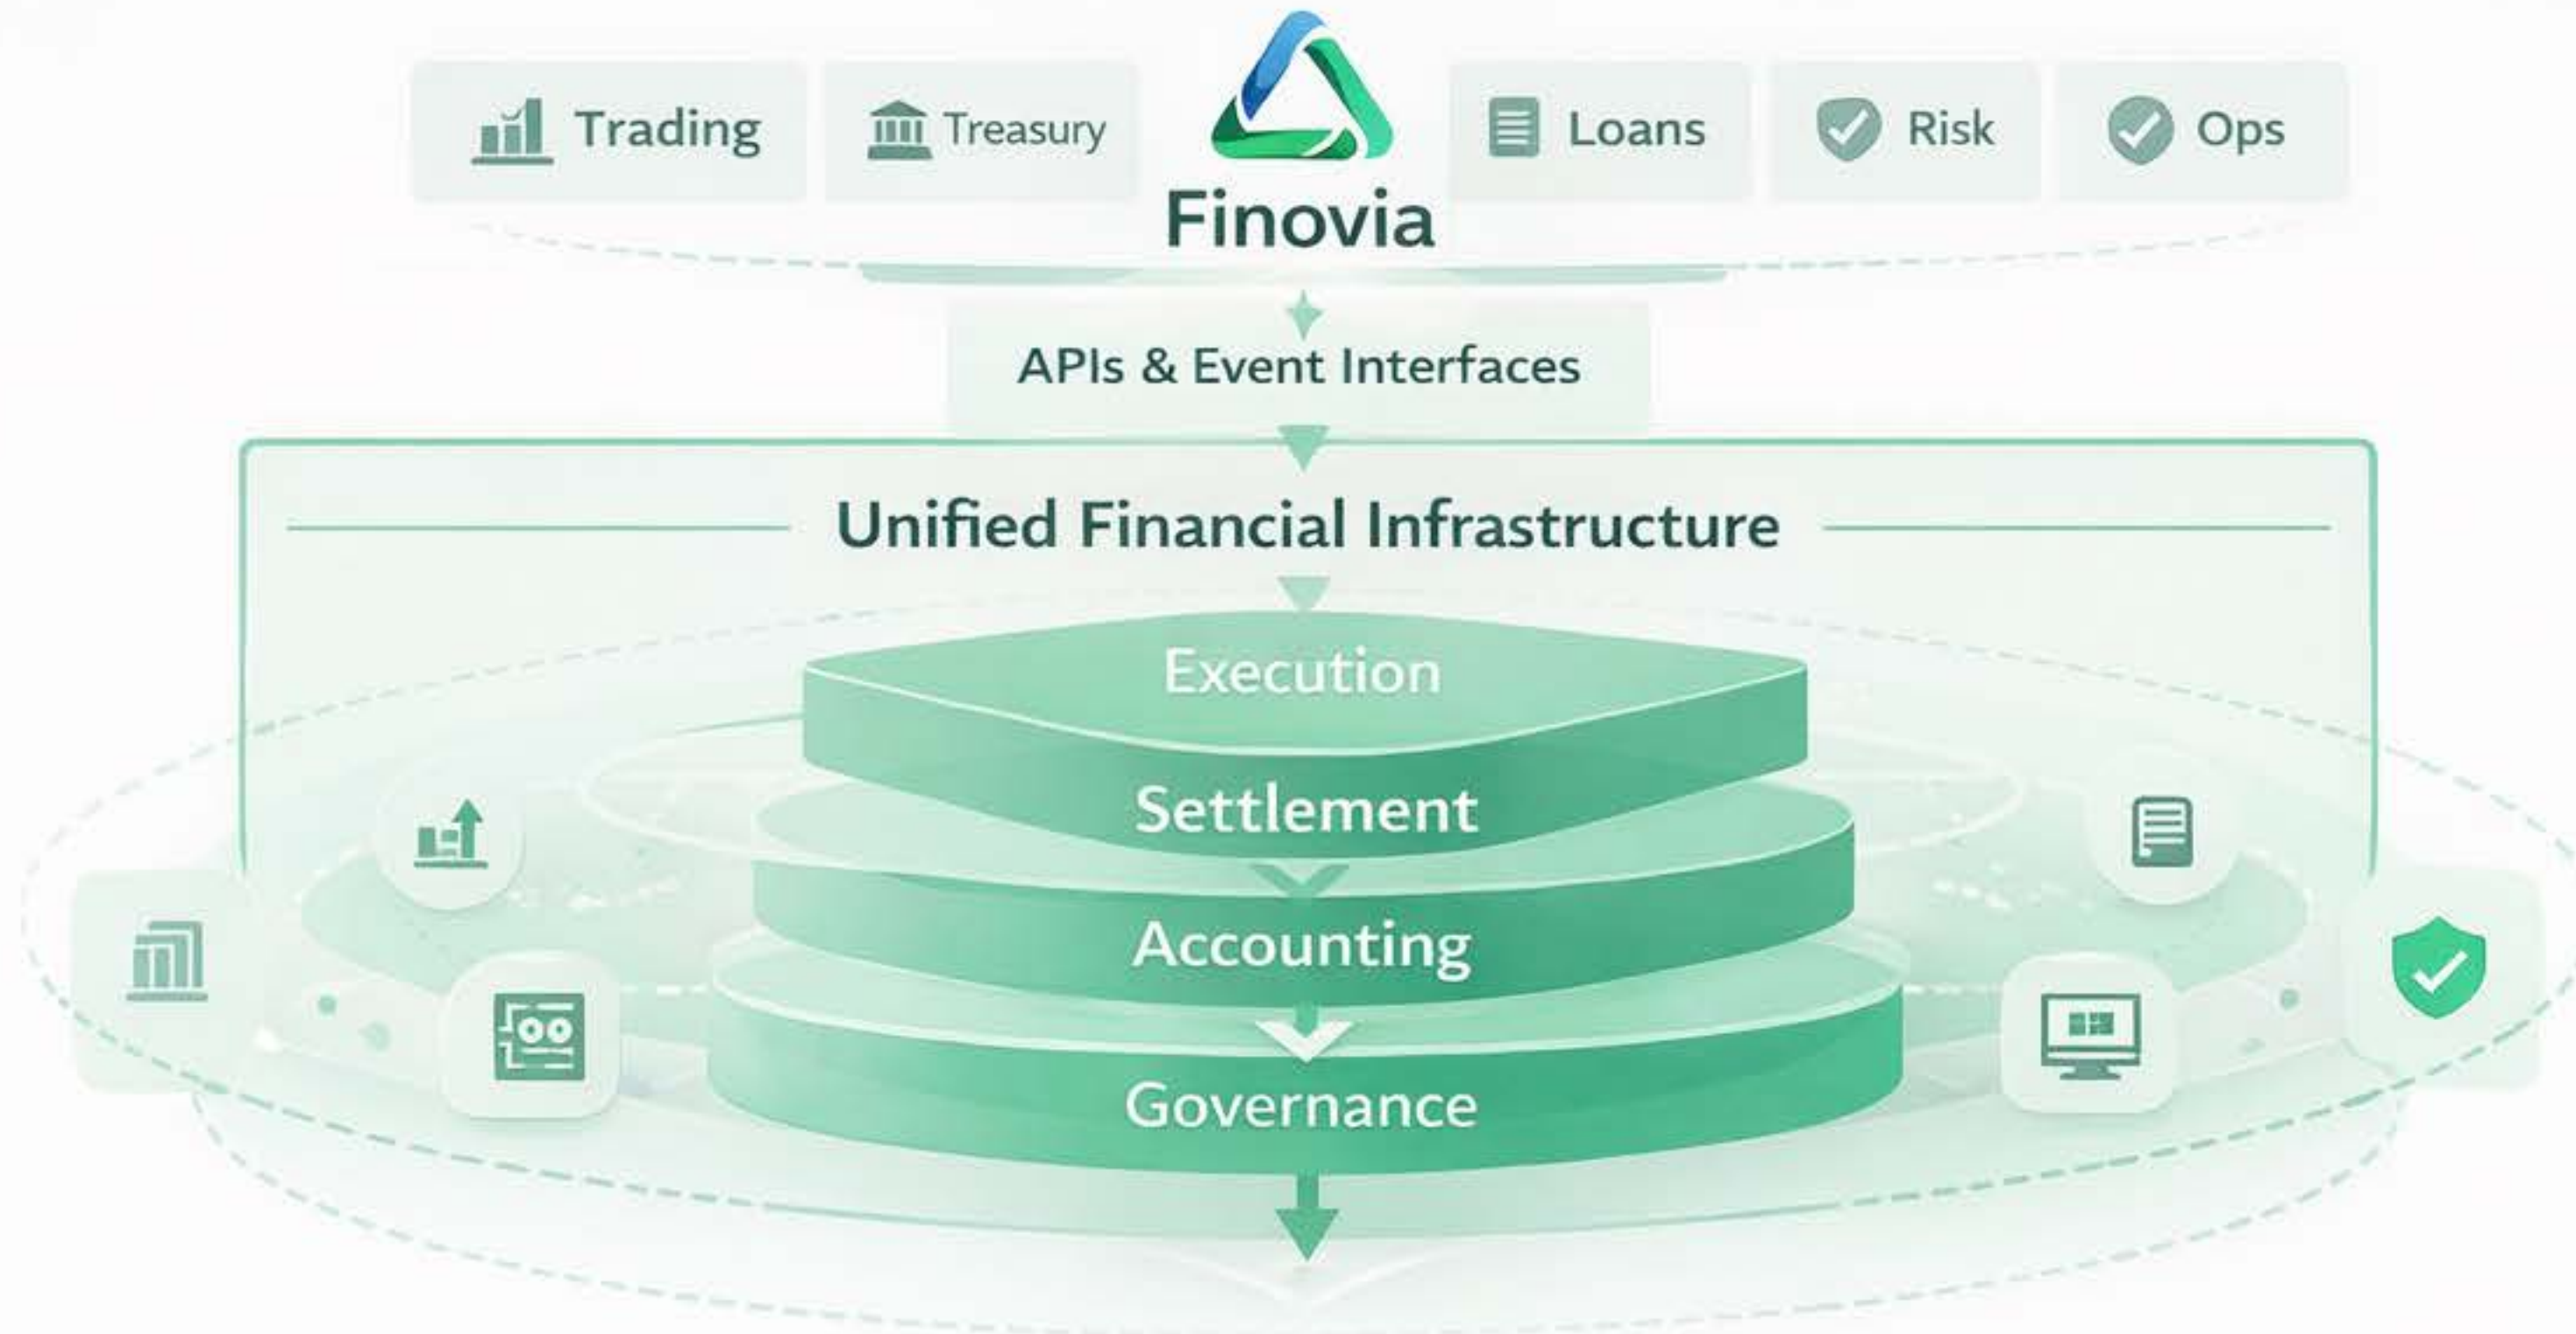 Trading
Treasury
Loans
Risk
Ops
Finovia
APIs & Event Interfaces
Unified Financial Infrastructure
Execution
Settlement
Accounting
Governance